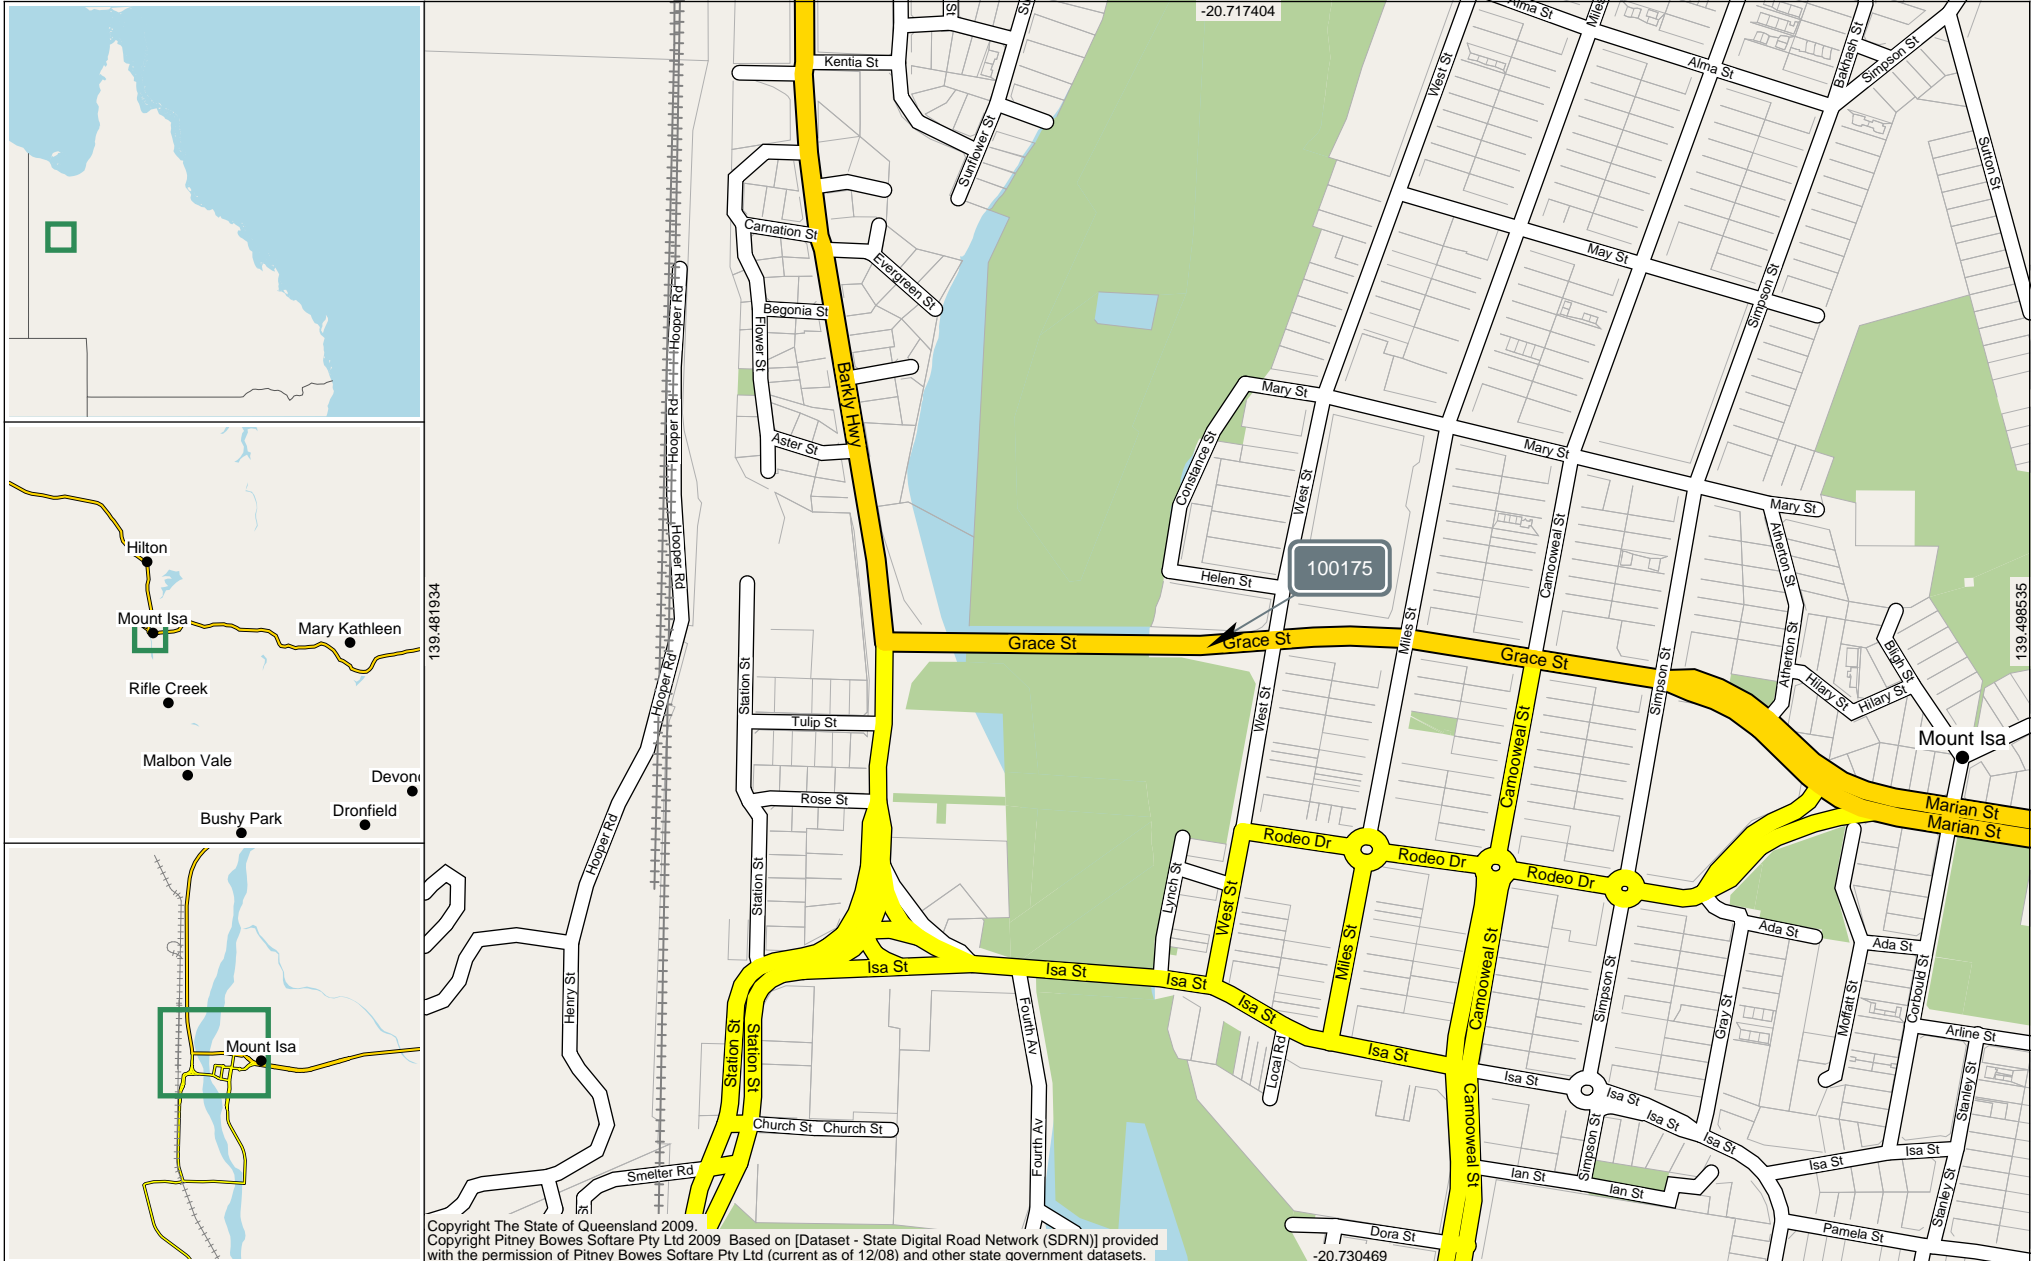 -20.717404
Alma St
Miles
St
Su
Kentia St
West St
Alma St
Bakhash St
Simpson St
Sunflower St
Sutton St
Carnation St
Evergreen St
May St
Hooper Rd
Begonia St
Flower St
Simpson St
Barkly Hwy
Mary St
Hooper Rd
Aster St
Constance St
West St
Mary St
Mary St
Hilton
Mount Isa
Mary Kathleen
Rifle Creek
Malbon Vale
Devon
Dronfield
Bushy Park
139.481934
Hooper Rd
Helen St
100175
Camooweal St
Atherton St
139.498535
Grace St
Grace St
Miles St
Grace St
Simpson St
Atherton St
Bligh St
Hilary St
Hilary St
Hooper Rd
Station St
Tulip St
West St
Camooweal St
Mount Isa
Rose St
Marian St
Marian St
Hooper Rd
Rodeo Dr
Rodeo Dr
Rodeo Dr
Station St
Lynch St
West St
Ada St
Ada St
Miles St
Camooweal St
Isa St
Isa St
Isa St
Isa St
Henry St
Simpson St
Gray St
Moffatt St
Corbould St
Fourth Av
Station St
Station St
Mount Isa
Arline St
Local Rd
Isa St
Isa St
Isa St
Isa St
Isa St
Stanley St
Church St
Church St
Camooweal St
Simpson St
Fourth Av
Smelter Rd
Ian St
Ian St
Isa St
Isa St
Stanley St
St
Dora St
Pamela St
Copyright The State of Queensland 2009.
Copyright Pitney Bowes Softare Pty Ltd 2009 Based on [Dataset - State Digital Road Network (SDRN)] provided
with the permission of Pitney Bowes Softare Pty Ltd (current as of 12/08) and other state government datasets.
-20.730469